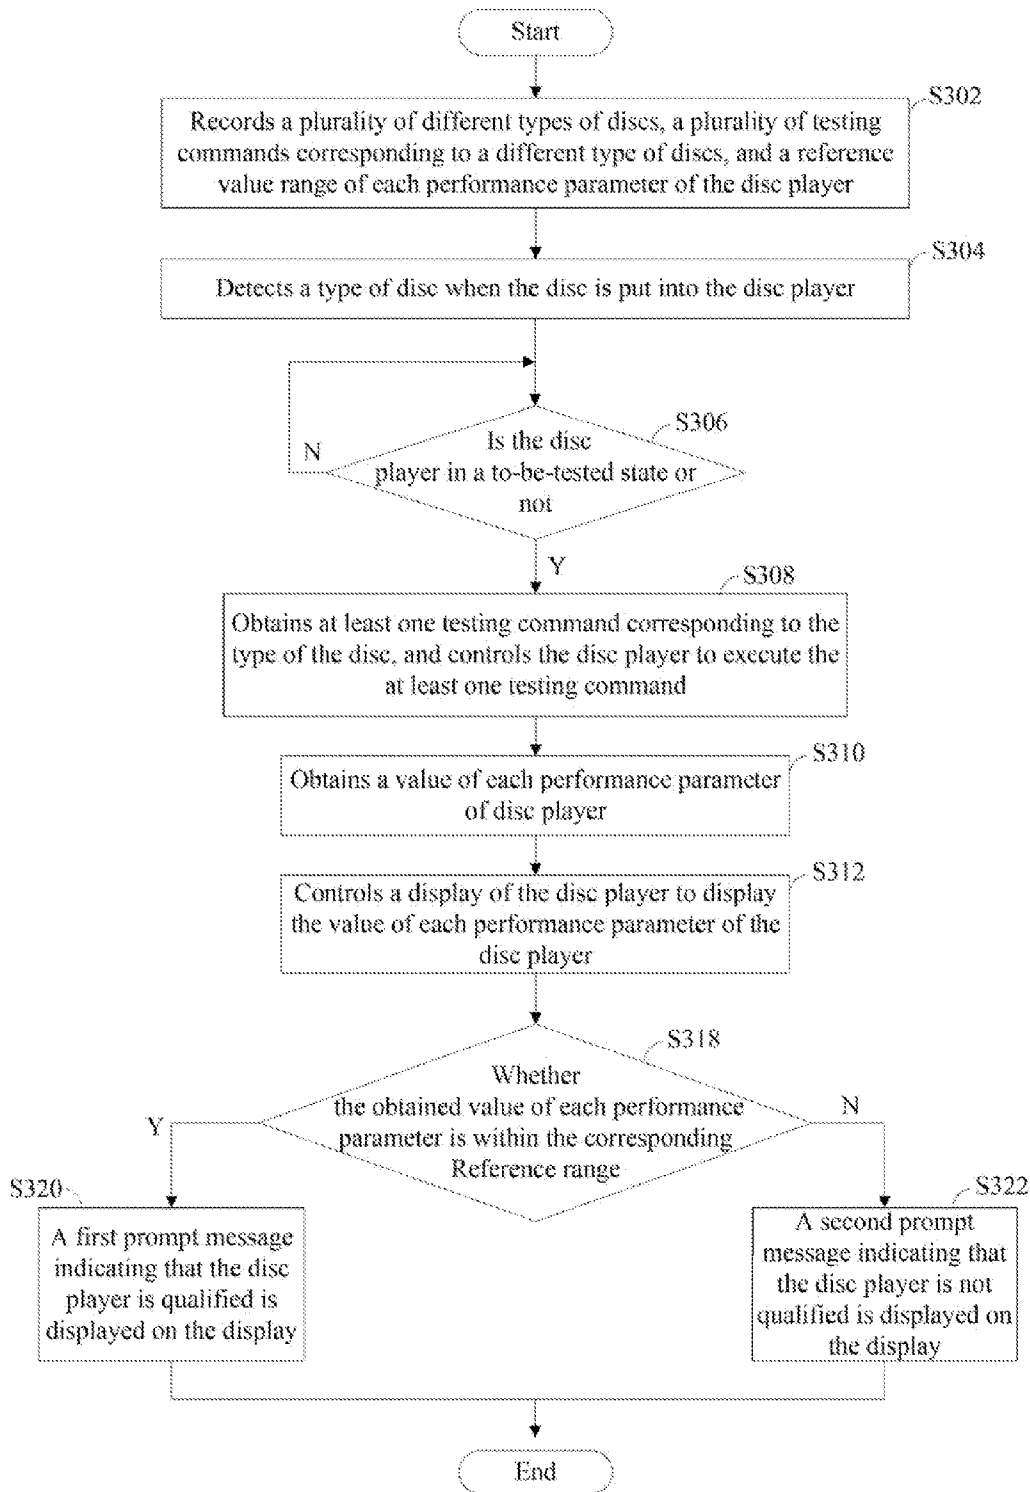 Start
S302
Records a plurality of different types of discs, a plurality of testing
commands corresponding to a different type of discs, and a reference
value range of each performance parameter of the disc player
S304
Detects a type of disc when the disc is put into the disc player
S306
N
Is the disc
player in a to-be-tested state or
not
Y
S308
Obtains at least one testing command corresponding to the
type of the disc, and controls the disc player to execute the
at least one testing command
S310
Obtains a value of each performance parameter
of disc player
S312
Controls a display of the disc player to display
the value of each performance parameter of the
disc player
S318
Whether
the obtained value of each performance
parameter is within the corresponding
Reference range
Y
N
S320
A first prompt message
indicating that the disc
player is qualified is
displayed on the display
S322
A second prompt
message indicating that
the disc player is not
qualified is displayed on
the display
End